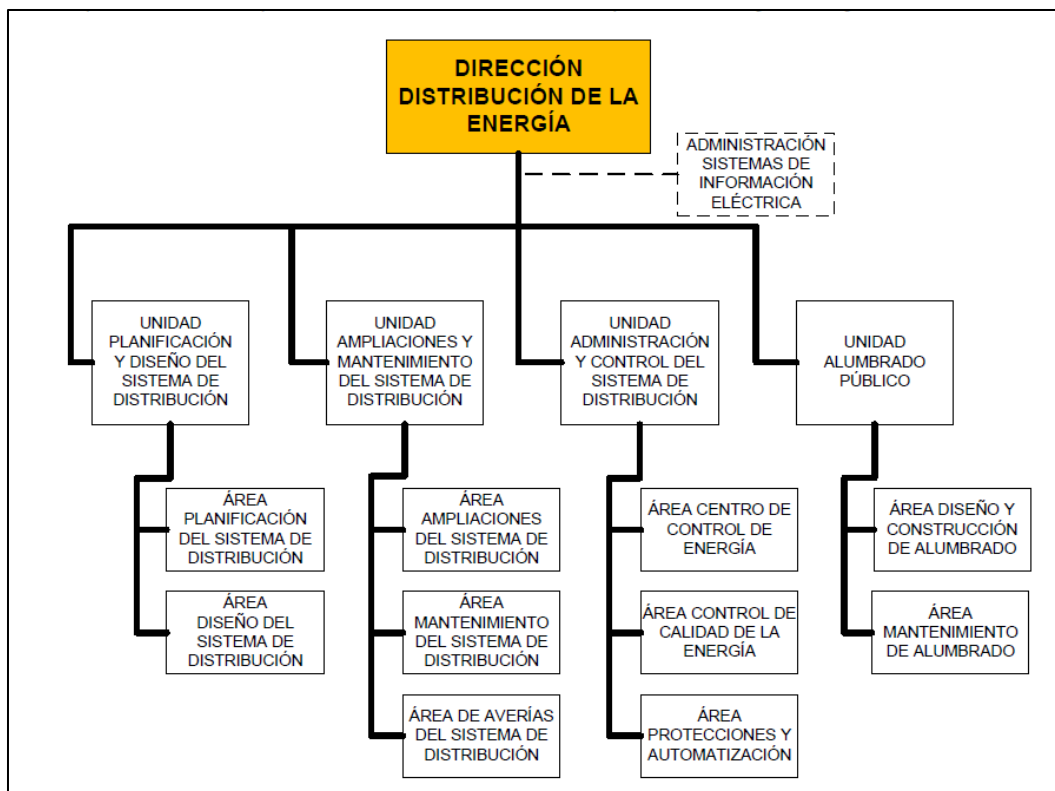 DIRECCIÓN
DISTRIBUCIÓN DE LA
ENERGÍA
ADMINISTRACIÓN
SISTEMAS DE
INFORMACIÓN
ELÉCTRICA
UNIDAD
PLANIFICACIÓN
Y DISEÑO DEL
SISTEMA DE
DISTRIBUCIÓN
UNIDAD
AMPLIACIONES Y
MANTENIMIENTO
DEL SISTEMA DE
DISTRIBUCIÓN
UNIDAD
ADMINISTRACIÓN
Y CONTROL DEL
SISTEMA DE
DISTRIBUCIÓN
UNIDAD
ALUMBRADO
PÚBLICO
ÁREA
PLANIFICACIÓN
DEL SISTEMA DE
DISTRIBUCIÓN
ÁREA
AMPLIACIONES
DEL SISTEMA DE
DISTRIBUCIÓN
ÁREA CENTRO DE
CONTROL DE
ENERGÍA
ÁREA DISEÑO Y
CONSTRUCCIÓN
DE ALUMBRADO
ÁREA
DISEÑO DEL
SISTEMA DE
DISTRIBUCIÓN
ÁREA
MANTENIMIENTO
DEL SISTEMA DE
DISTRIBUCIÓN
ÁREA CONTROL DE
CALIDAD DE LA
ENERGÍA
ÁREA
MANTENIMIENTO
DE ALUMBRADO
ÁREA DE AVERÍAS
DEL SISTEMA DE
DISTRIBUCIÓN
ÁREA
PROTECCIONES Y
AUTOMATIZACIÓN